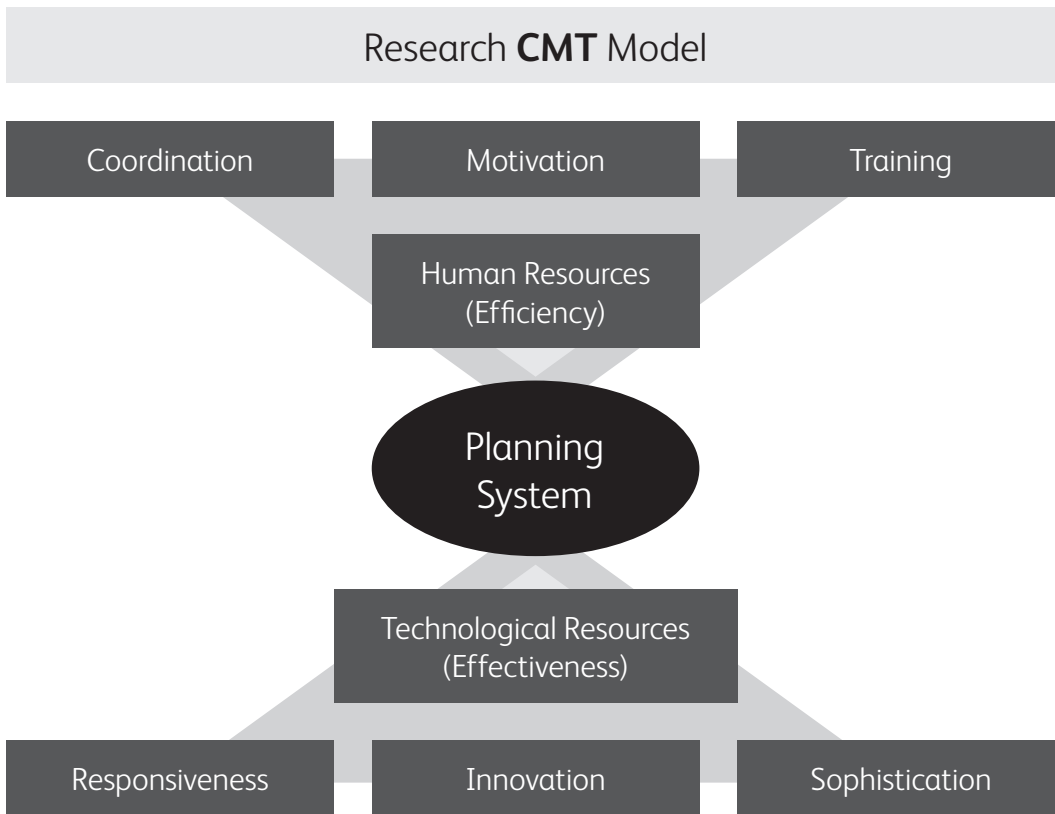 Research CMT Model
Coordination
Motivation
Training
Human Resources
(Efficiency)
Planning
System
Technological Resources
(Effectiveness)
Responsiveness
Innovation
Sophistication